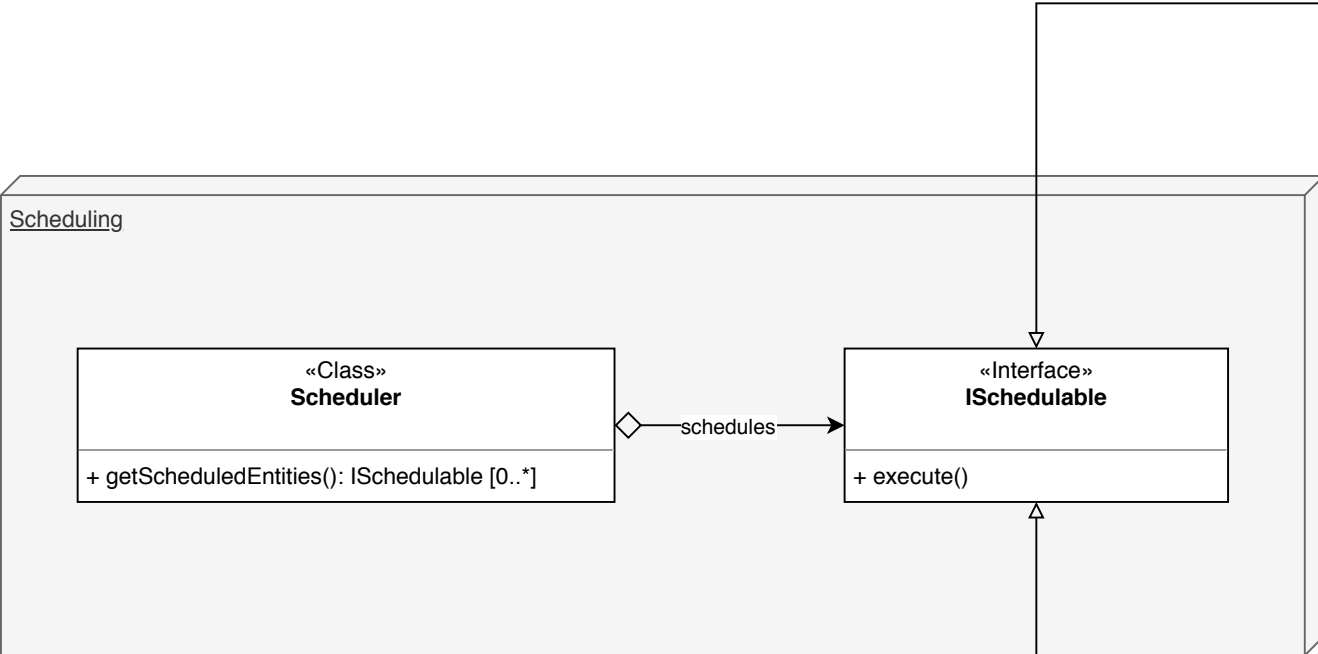 Scheduling
«Class»
Scheduler
+ getScheduledEntities(): ISchedulable [0..*]
schedules
«Interface»
ISchedulable
+ execute()